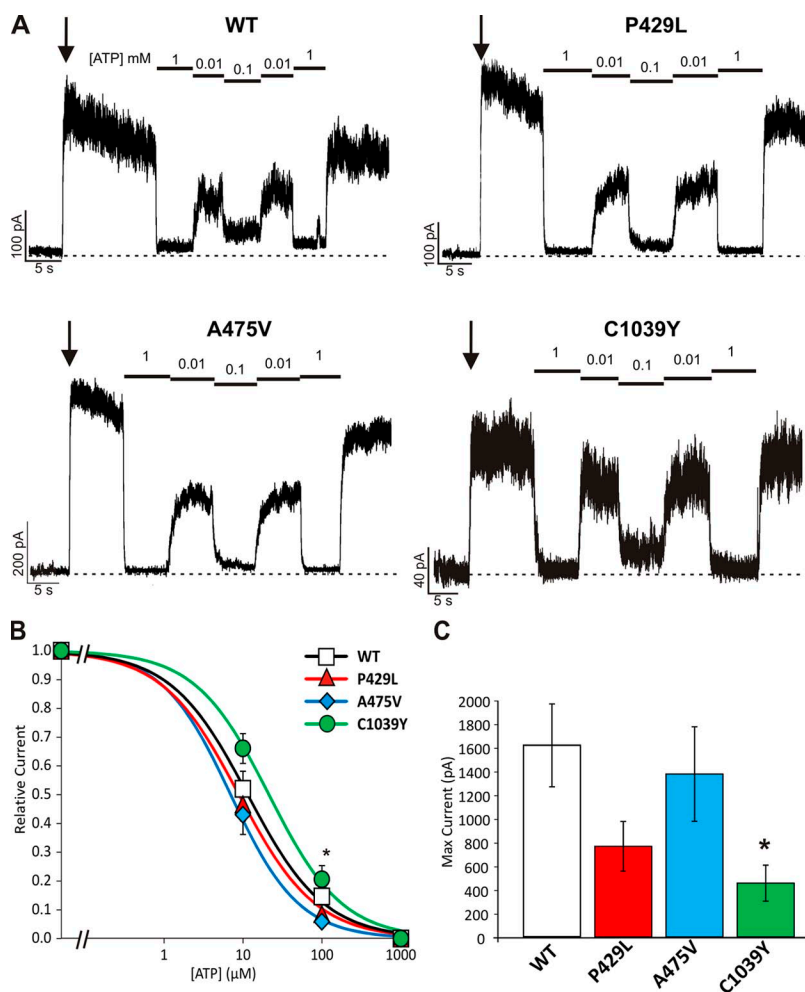 A
WT
[ATP] mM
1
0.01
0.1
0.01
1
100 pA
5 s
P429L
1
0.01
0.1
0.01
1
100 pA
5 s
A475V
1
0.01
0.1
0.01
1
200 pA
5 s
C1039Y
1
0.01
0.1
0.01
1
40 pA
5 s
B
Relative Current
1.0
0.9
0.8
0.7
0.6
0.5
0.4
0.3
0.2
0.1
0.0
WT
P429L
A475V
C1039Y
*
1 10 100 1000
[ATP] (µM)
C
Max Current (pA)
2000
1800
1600
1400
1200
1000
800
600
400
200
0
*
WT P429L A475V C1039Y